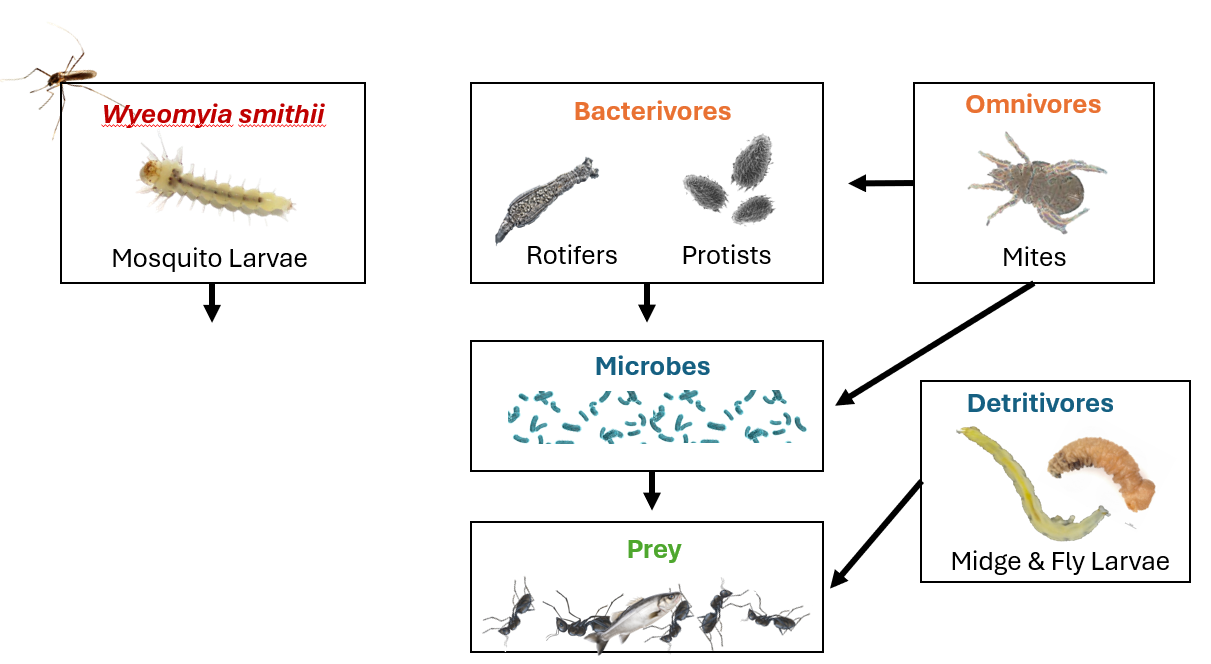 Wyeomyia smithii
Mosquito Larvae
Bacterivores
Rotifers
Protists
Omnivores
Mites
Microbes
Detritivores
Midge & Fly Larvae
Prey